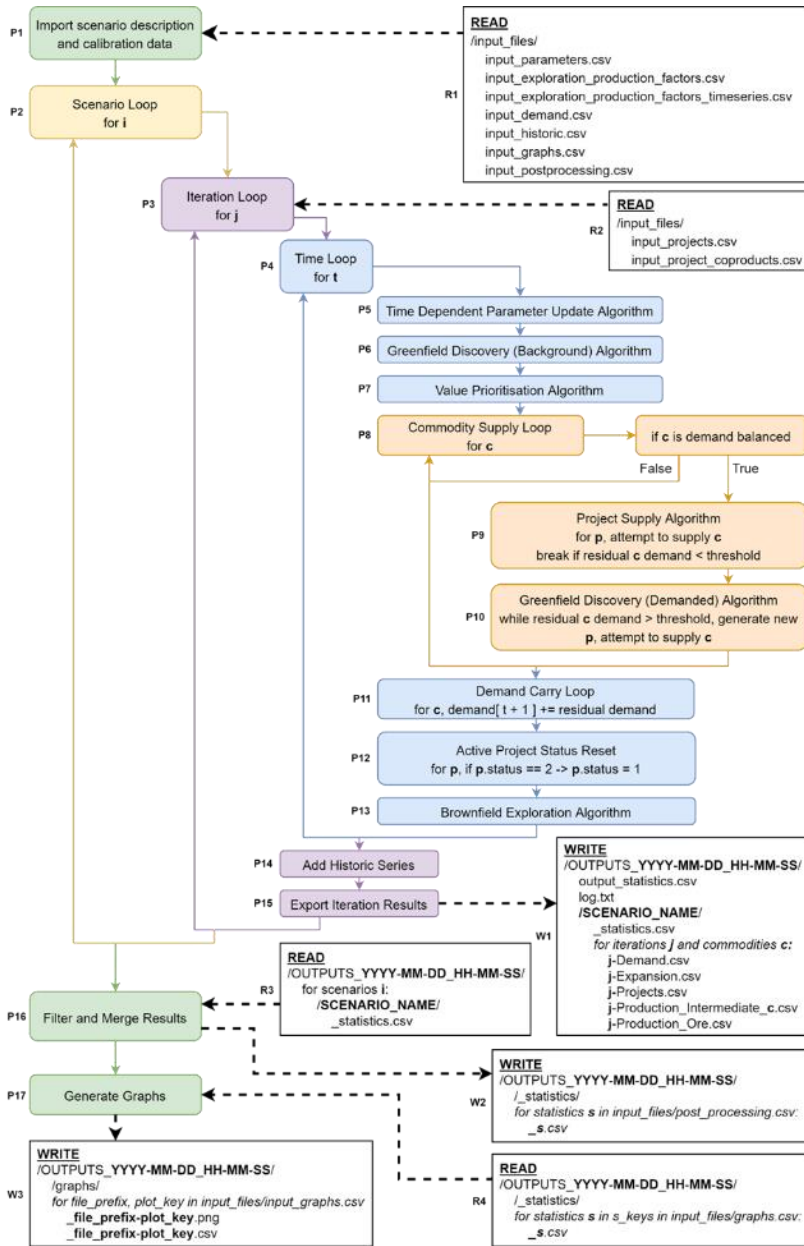 P1
Import scenario description
and calibration data
READ
/input_files/
input_parameters.csv
input_exploration_production_factors.csv
input_exploration_production_factors_timeseries.csv
input_demand.csv
input_historic.csv
input_graphs.csv
input_postprocessing.csv
R1
P2
Scenario Loop
for i
P3
Iteration Loop
for j
READ
/input_files/
input_projects.csv
input_project_coproducts.csv
R2
P4
Time Loop
for t
P5
Time Dependent Parameter Update Algorithm
P6
Greenfield Discovery (Background) Algorithm
P7
Value Prioritisation Algorithm
P8
Commodity Supply Loop
for c
if c is demand balanced
False
True
P9
Project Supply Algorithm
for p, attempt to supply c
break if residual c demand < threshold
P10
Greenfield Discovery (Demanded) Algorithm
while residual c demand > threshold, generate new
p, attempt to supply c
P11
Demand Carry Loop
for c, demand[ t + 1 ] += residual demand
P12
Active Project Status Reset
for p, if p.status == 2 -> p.status = 1
P13
Brownfield Exploration Algorithm
P14
Add Historic Series
P15
Export Iteration Results
WRITE
/OUTPUTS_YYYY-MM-DD_HH-MM-SS/
output_statistics.csv
log.txt
/SCENARIO_NAME/
_statistics.csv
for iterations j and commodities c:
j-Demand.csv
j-Expansion.csv
j-Projects.csv
j-Production_Intermediate_c.csv
j-Production_Ore.csv
W1
R3
READ
/OUTPUTS_YYYY-MM-DD_HH-MM-SS/
for scenarios i:
/SCENARIO_NAME/
_statistics.csv
P16
Filter and Merge Results
W2
WRITE
/OUTPUTS_YYYY-MM-DD_HH-MM-SS/
/_statistics/
for statistics s in input_files/post_processing.csv:
_s.csv
P17
Generate Graphs
W3
WRITE
/OUTPUTS_YYYY-MM-DD_HH-MM-SS/
/graphs/
for file_prefix, plot_key in input_files/input_graphs.csv
_file_prefix-plot_key.png
_file_prefix-plot_key.csv
R4
READ
/OUTPUTS_YYYY-MM-DD_HH-MM-SS/
/_statistics/
for statistics s in s_keys in input_files/graphs.csv:
_s.csv